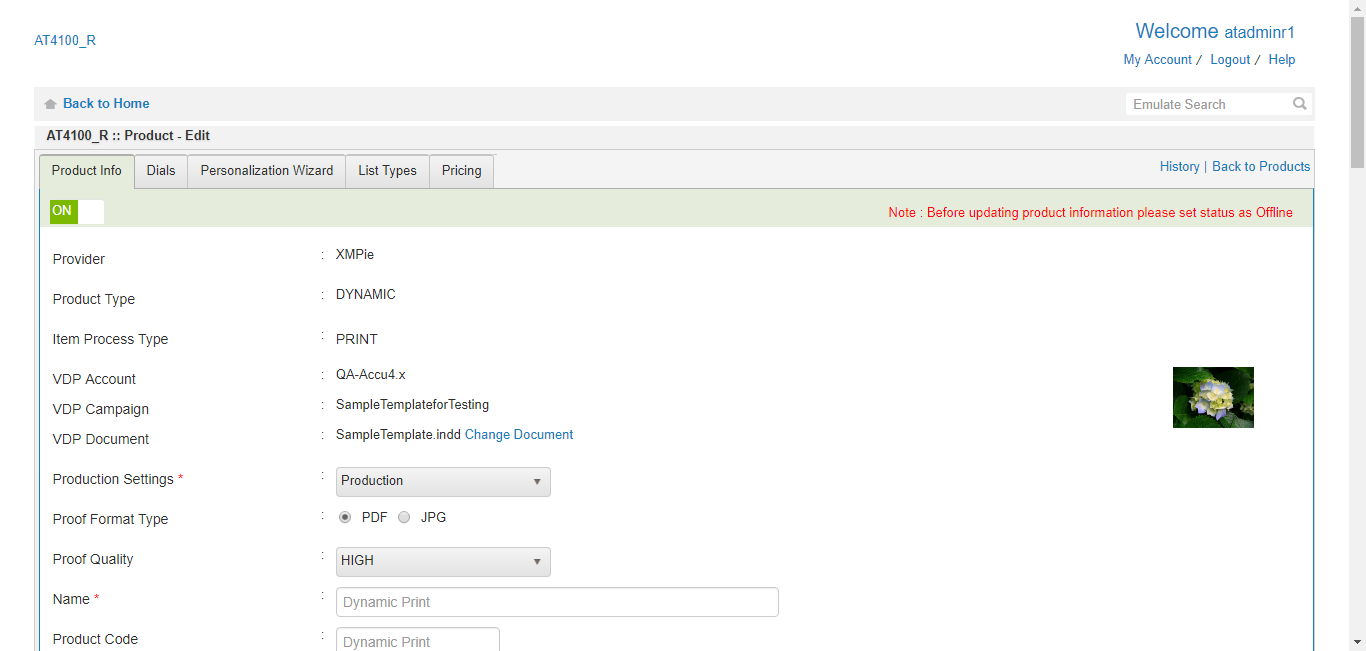 AT4100_R
Welcome atadminr1
My Account / Logout / Help
Back to Home
Emulate Search
AT4100_R :: Product - Edit
Product Info Dials Personalization Wizard List Types Pricing
History | Back to Products
ON
Note : Before updating product information please set status as Offline
Provider : XMPie
Product Type : DYNAMIC
Item Process Type : PRINT
VDP Account : QA-Accu4.x
VDP Campaign : SampleTemplateforTesting
VDP Document : SampleTemplate.indd Change Document
Production Settings * : Production
Proof Format Type : PDF JPG
Proof Quality : HIGH
Name * : Dynamic Print
Product Code : Dynamic Print